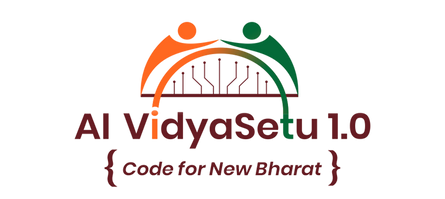 AI VidyaSetu 1.0
{ Code for New Bharat }